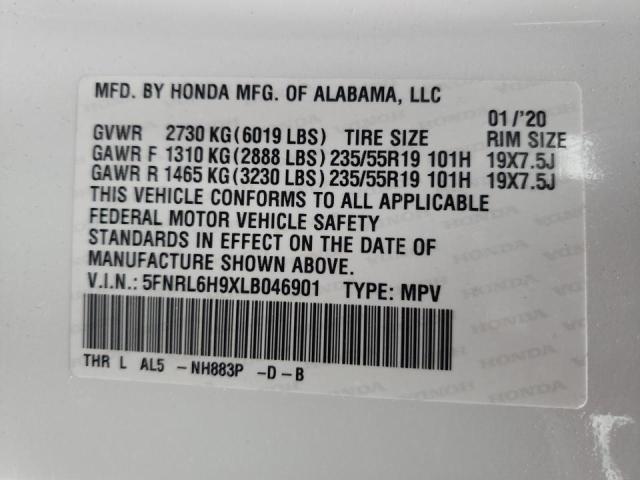 MFD. BY HONDA MFG. OF ALABAMA, LLC
01/'20
GVWR 2730 KG(6019 LBS) TIRE SIZE RIM SIZE
GAWR F 1310 KG(2888 LBS) 235/55R19 101H 19X7.5J
GAWR R 1465 KG(3230 LBS) 235/55R19 101H 19X7.5J
THIS VEHICLE CONFORMS TO ALL APPLICABLE
FEDERAL MOTOR VEHICLE SAFETY
STANDARDS IN EFFECT ON THE DATE OF
MANUFACTURE SHOWN ABOVE.
V.I.N.: 5FNRL6H9XLB046901 TYPE: MPV
THR L AL5 - NH883P -D - B
HONDA
HONDA
HONDA